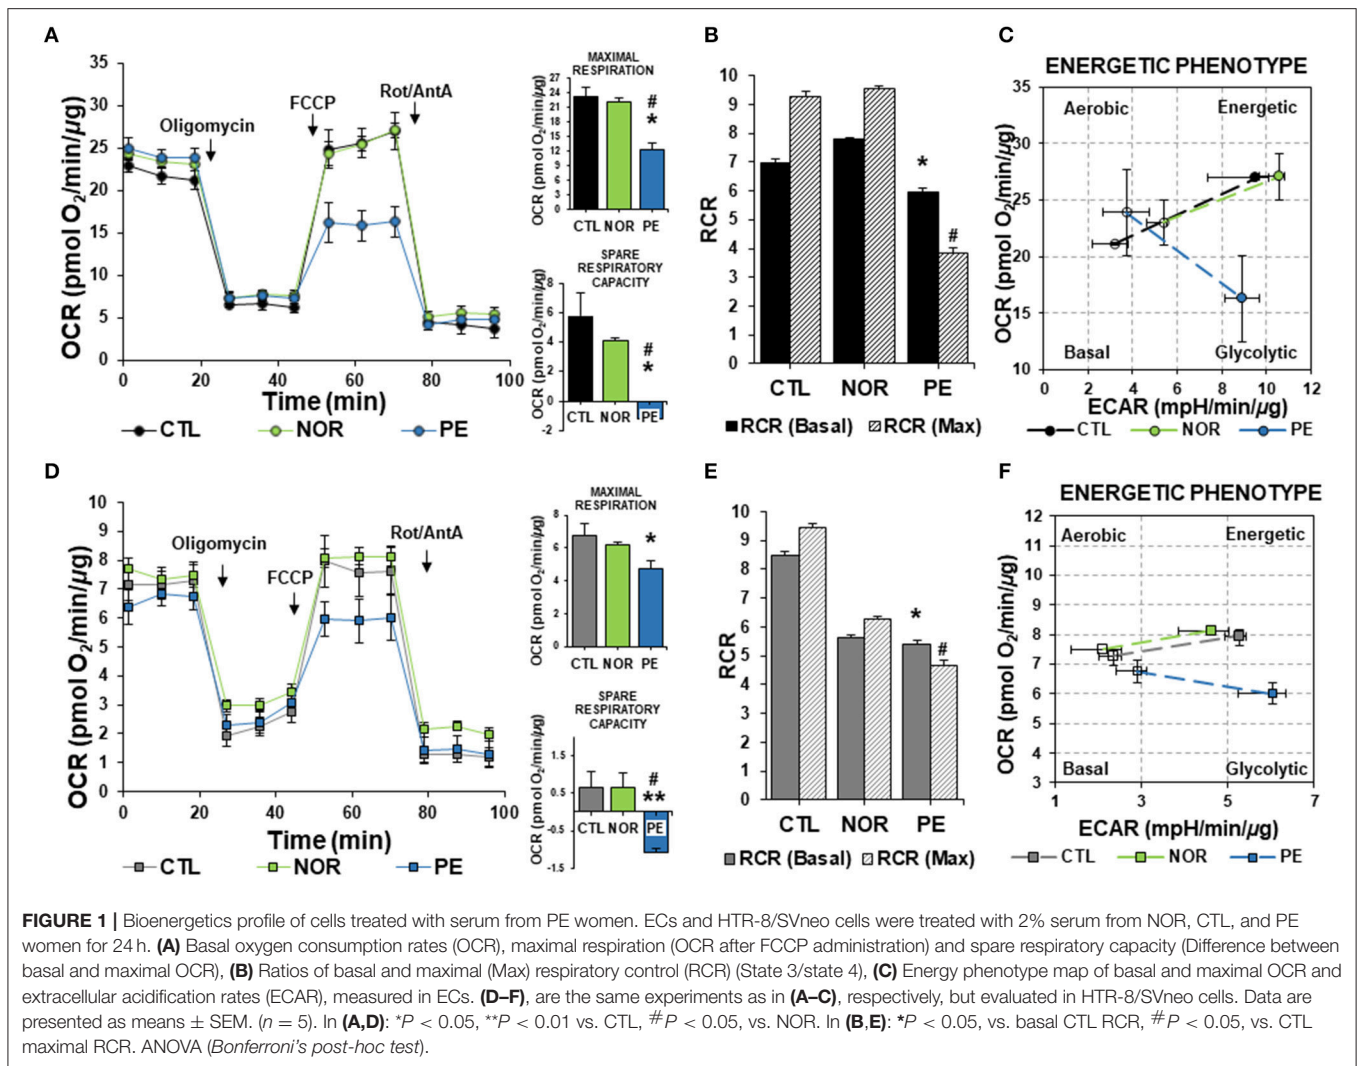 A
35
30
25
20
15
10
5
0
OCR (pmol O2/min/µg)
Oligomycin
FCCP
Rot/AntA
0 20 40 60 80 100
Time (min)
CTL NOR PE
MAXIMAL
RESPIRATION
OCR (pmol O2/min/µg)
27
24
21
18
15
12
9
6
3
0
#
*
CTL NOR PE
SPARE
RESPIRATORY
CAPACITY
OCR (pmol O2/min/µg)
8
6
4
2
0
-2
#
*
CTL NOR PE
B
RCR
10
9
8
7
6
5
4
3
2
1
0
*
#
CTL NOR PE
RCR (Basal) RCR (Max)
C
ENERGETIC PHENOTYPE
OCR (pmol O2/min/µg)
35
30
25
20
15
10
Aerobic Energetic
Basal Glycolytic
0 2 4 6 8 10 12
ECAR (mpH/min/µg)
CTL NOR PE
D
OCR (pmol O2/min/µg)
10
9
8
7
6
5
4
3
2
1
0
Oligomycin
FCCP
Rot/AntA
0 20 40 60 80 100
Time (min)
CTL NOR PE
MAXIMAL
RESPIRATION
OCR (pmol O2/min/µg)
8
6
4
2
0
*
CTL NOR PE
SPARE
RESPIRATORY
CAPACITY
OCR (pmol O2/min/µg)
1.5
0.5
-0.5
-1.5
#
**
CTL NOR PE
E
RCR
10
9
8
7
6
5
4
3
2
1
0
*
#
CTL NOR PE
RCR (Basal) RCR (Max)
F
ENERGETIC PHENOTYPE
OCR (pmol O2/min/µg)
12
11
10
9
8
7
6
5
4
3
Aerobic Energetic
Basal Glycolytic
1 3 5 7
ECAR (mpH/min/µg)
CTL NOR PE
FIGURE 1 | Bioenergetics profile of cells treated with serum from PE women. ECs and HTR-8/SVneo cells were treated with 2% serum from NOR, CTL, and PE
women for 24 h. (A) Basal oxygen consumption rates (OCR), maximal respiration (OCR after FCCP administration) and spare respiratory capacity (Difference between
basal and maximal OCR), (B) Ratios of basal and maximal (Max) respiratory control (RCR) (State 3/state 4), (C) Energy phenotype map of basal and maximal OCR and
extracellular acidification rates (ECAR), measured in ECs. (D–F), are the same experiments as in (A–C), respectively, but evaluated in HTR-8/SVneo cells. Data are
presented as means ± SEM. (n = 5). In (A,D): *P < 0.05, **P < 0.01 vs. CTL, #P < 0.05, vs. NOR. In (B,E): *P < 0.05, vs. basal CTL RCR, #P < 0.05, vs. CTL
maximal RCR. ANOVA (Bonferroni's post-hoc test).